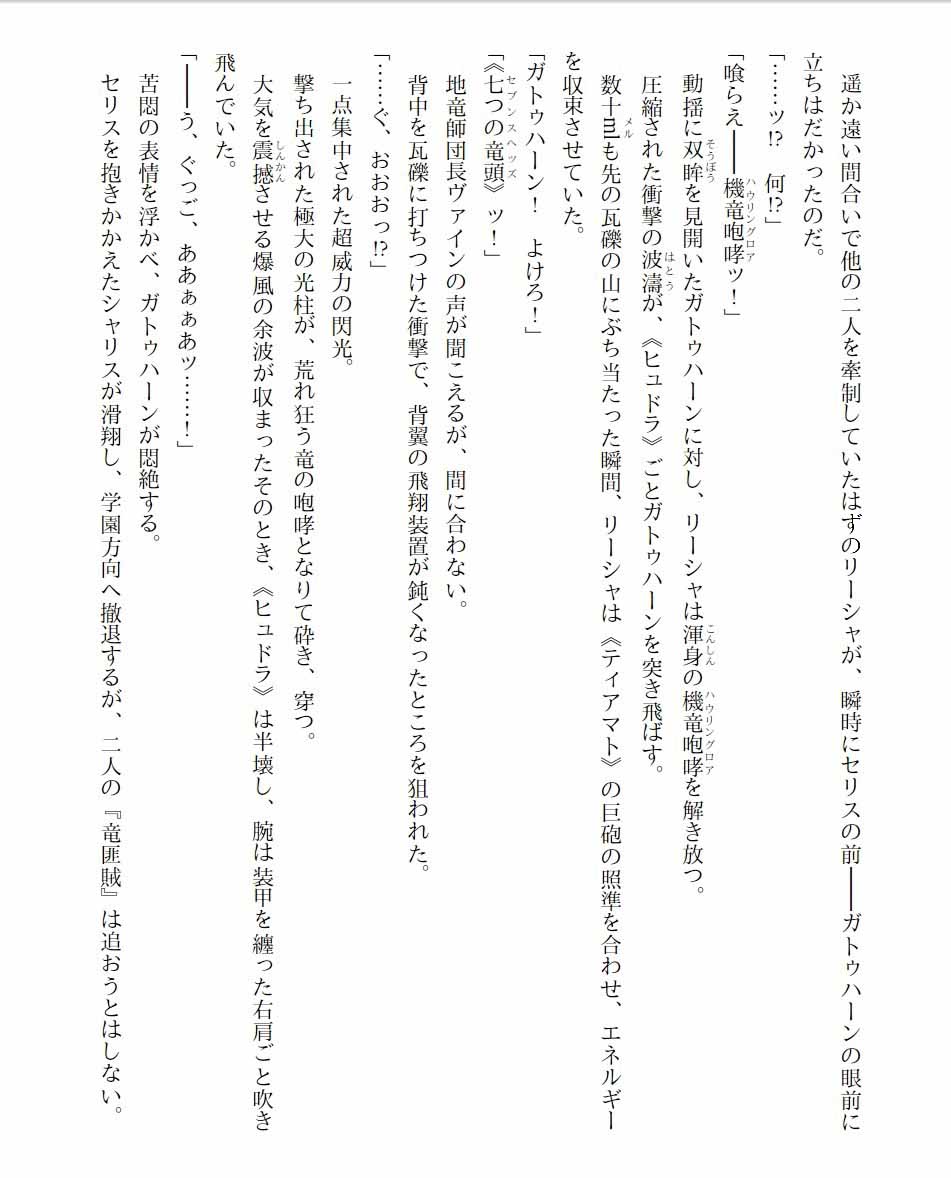 遥か遠い間合いで他の二人を牽制していたはずのリーシャが、瞬時にセリスの前――ガトゥハーンの眼前に
立ちはだかったのだ。
「……ッ!?　何!?」
「喰らえ――機竜咆哮ッ！」
　動揺に双眸を見開いたガトゥハーンに対し、リーシャは渾身の機竜咆哮を解き放つ。
　圧縮された衝撃の波濤が、《ヒュドラ》ごとガトゥハーンを突き飛ばす。
　数十mlも先の瓦礫の山にぶち当たった瞬間、リーシャは《ティアマト》の巨砲の照準を合わせ、エネルギー
を収束させていた。
「ガトゥハーン！　よけろ！」
「《七つの竜頭》ッ！」
　地竜師団長ヴァインの声が聞こえるが、間に合わない。
　背中を瓦礫に打ちつけた衝撃で、背翼の飛翔装置が鈍くなったところを狙われた。
「……ぐ、おおおっ!?」
　一点集中された超威力の閃光。
　撃ち出された極大の光柱が、荒れ狂う竜の咆哮となりて砕き、穿つ。
　大気を震撼させる爆風の余波が収まったそのとき、《ヒュドラ》は半壊し、腕は装甲を纏った右肩ごと吹き
飛んでいた。
「――う、ぐっご、ああぁぁあッ……！」
　苦悶の表情を浮かべ、ガトゥハーンが悶絶する。
　セリスを抱きかかえたシャリスが滑翔し、学園方向へ撤退するが、二人の『竜匪賊』は追おうとはしない。